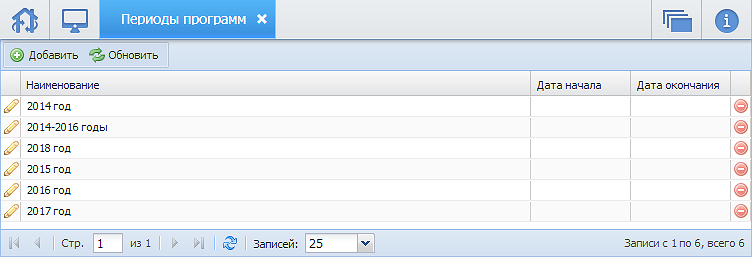 Периоды программ
Добавить Обновить
Наименование Дата начала Дата окончания
2014 год
2014-2016 годы
2018 год
2015 год
2016 год
2017 год
Стр. 1 из 1 Записей: 25 Записи с 1 по 6, всего 6